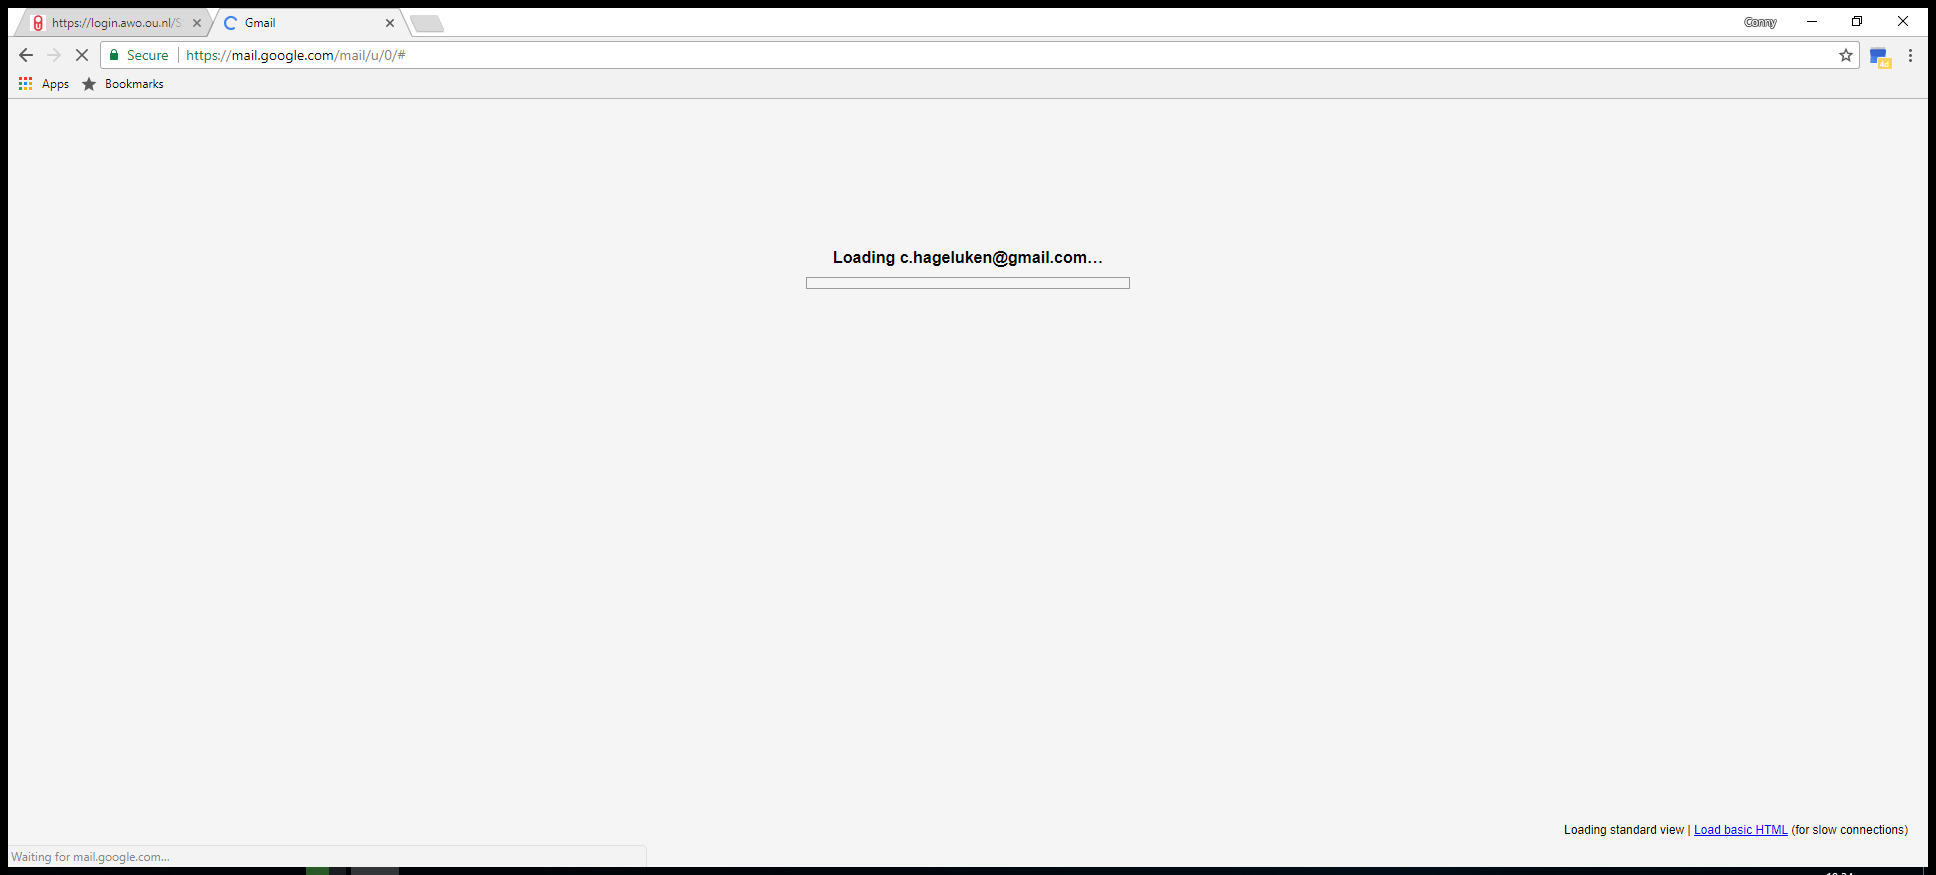 https://login.awo.ou.nl/S
Gmail
Conny
Secure
https://mail.google.com/mail/u/0/#
4d
Apps
Bookmarks
Loading c.hageluken@gmail.com...
Loading standard view | Load basic HTML (for slow connections)
Waiting for mail.google.com...